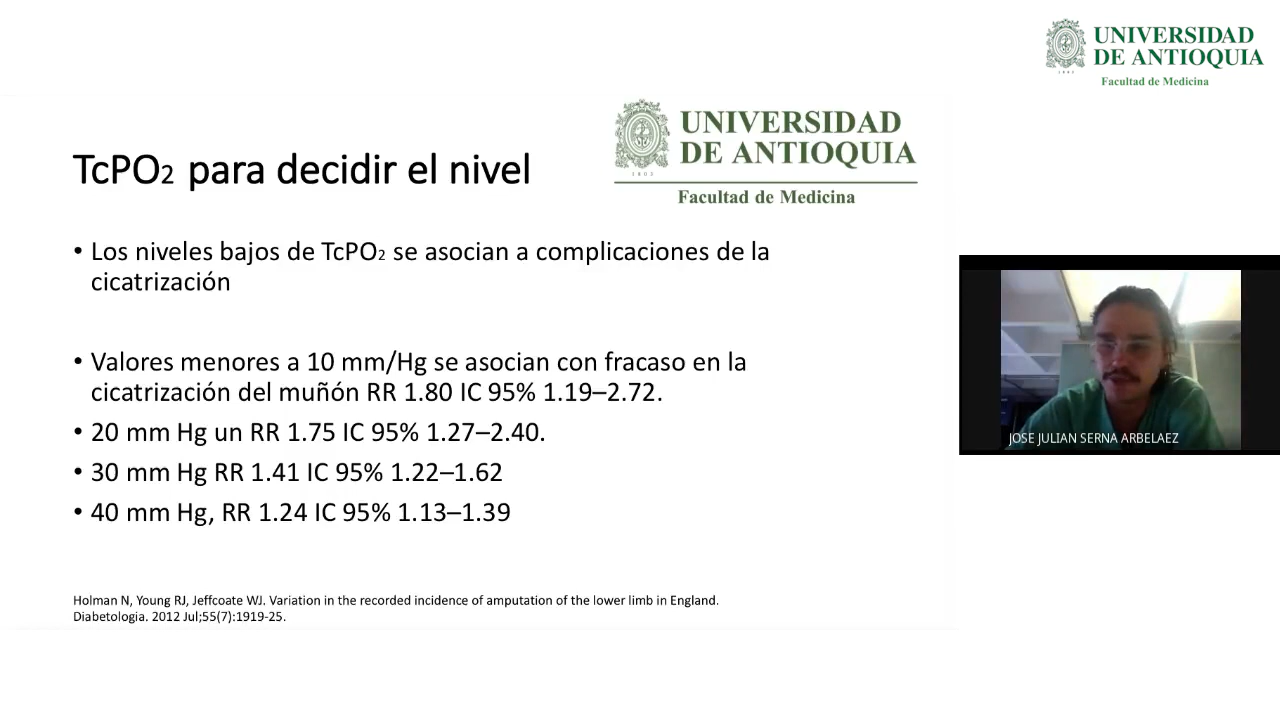 UNIVERSIDAD
DE ANTIOQUIA
1803
Facultad de Medicina
UNIVERSIDAD
DE ANTIOQUIA
1803
Facultad de Medicina
TcPO₂ para decidir el nivel
• Los niveles bajos de TcPO₂ se asocian a complicaciones de la
cicatrización
• Valores menores a 10 mm/Hg se asocian con fracaso en la
cicatrización del muñón RR 1.80 IC 95% 1.19–2.72.
• 20 mm Hg un RR 1.75 IC 95% 1.27–2.40.
• 30 mm Hg RR 1.41 IC 95% 1.22–1.62
• 40 mm Hg, RR 1.24 IC 95% 1.13–1.39
Holman N, Young RJ, Jeffcoate WJ. Variation in the recorded incidence of amputation of the lower limb in England.
Diabetologia. 2012 Jul;55(7):1919-25.
JOSE JULIAN SERNA ARBELAEZ